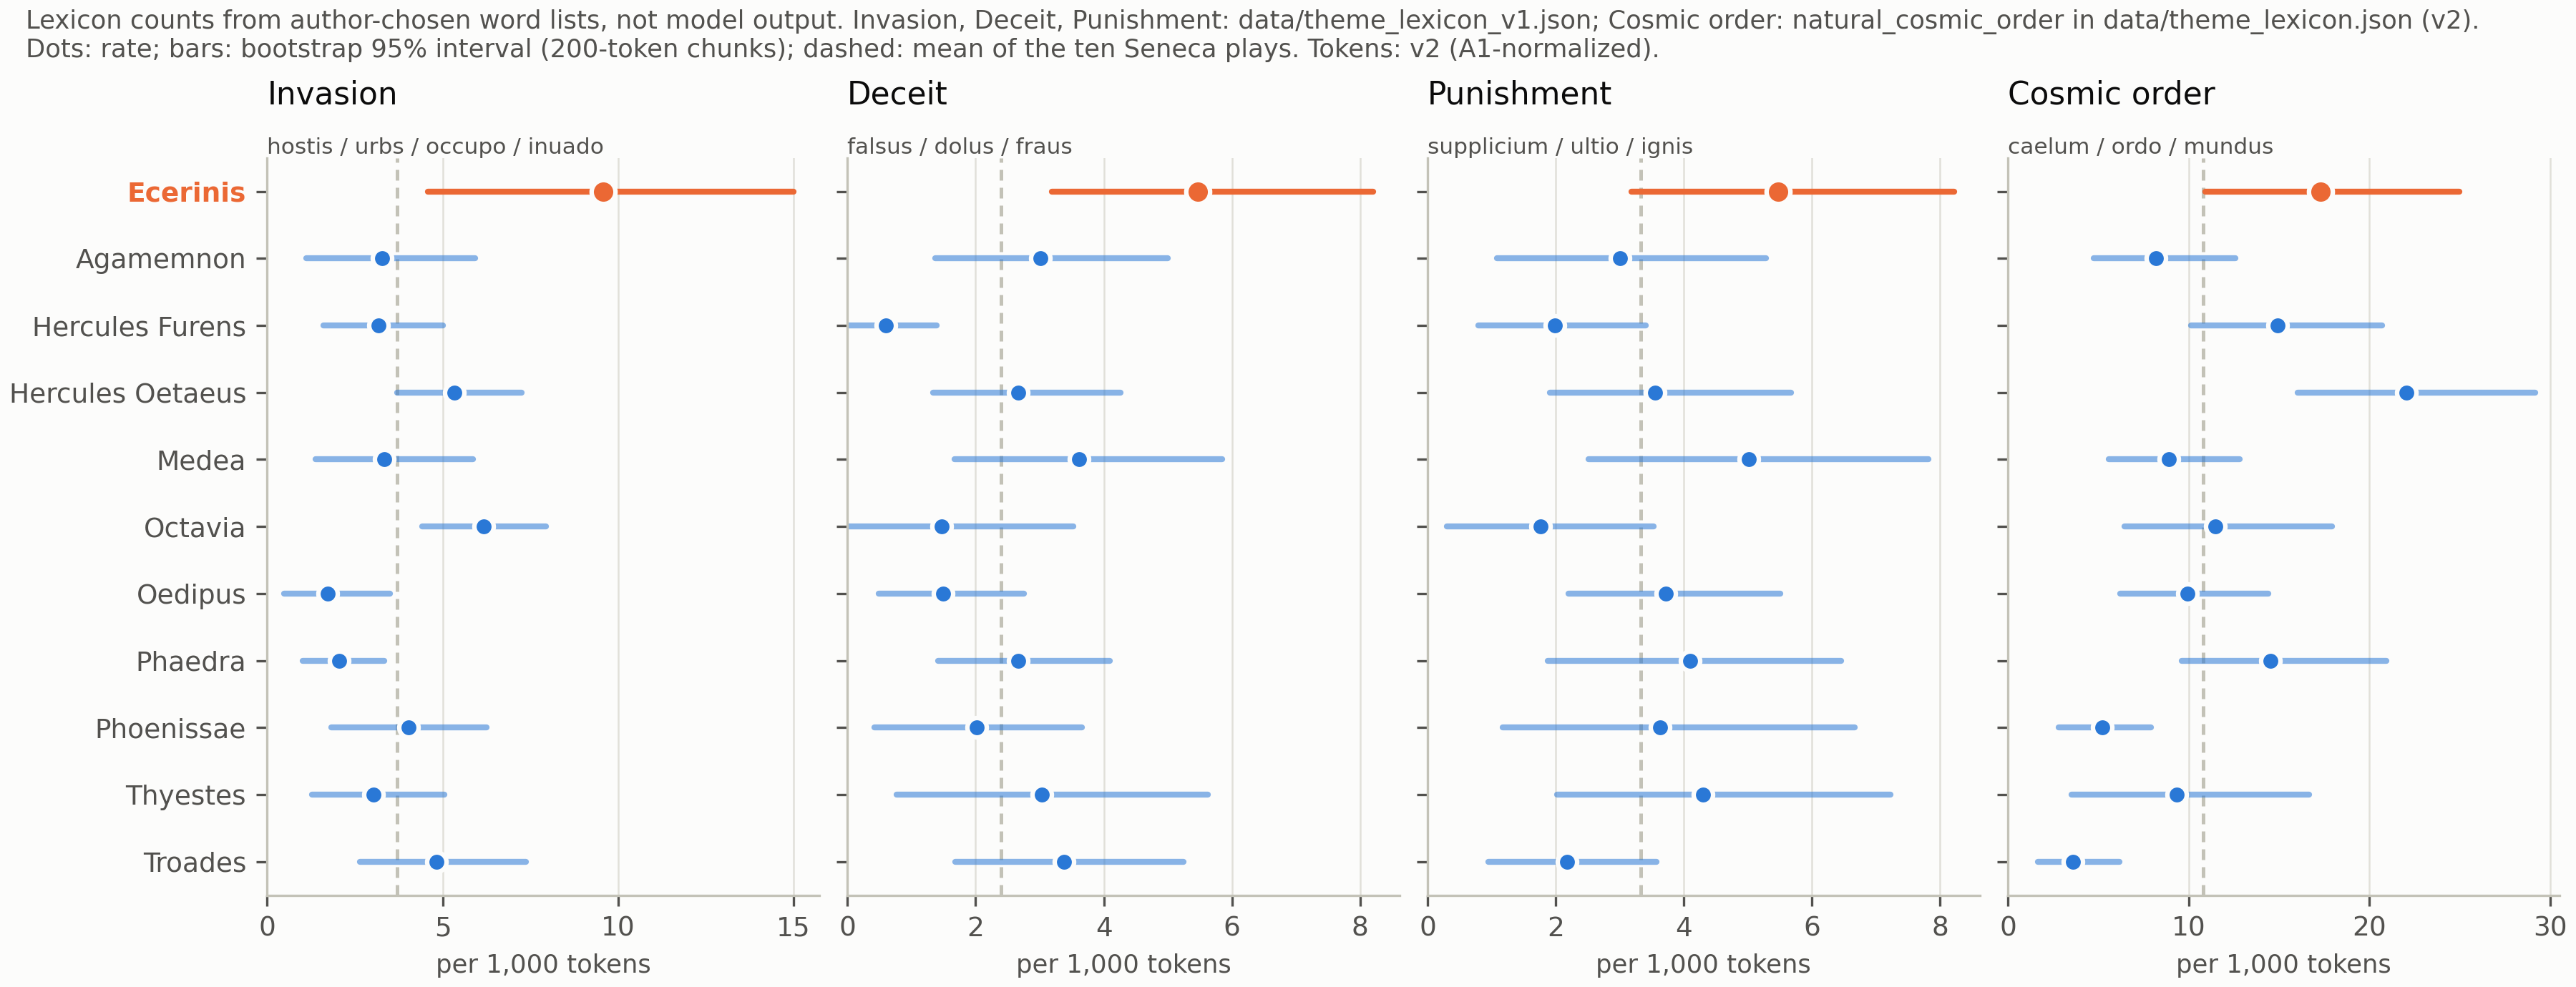 Lexicon counts from author-chosen word lists, not model output. Invasion, Deceit, Punishment: data/theme_lexicon_v1.json; Cosmic order: natural_cosmic_order in data/theme_lexicon.json (v2).
Dots: rate; bars: bootstrap 95% interval (200-token chunks); dashed: mean of the ten Seneca plays. Tokens: v2 (A1-normalized).
Invasion
hostis / urbs / occupo / inuado
Deceit
falsus / dolus / fraus
Punishment
supplicium / ultio / ignis
Cosmic order
caelum / ordo / mundus
Ecerinis
Agamemnon
Hercules Furens
Hercules Oetaeus
Medea
Octavia
Oedipus
Phaedra
Phoenissae
Thyestes
Troades
0 5 10 15
per 1,000 tokens
0 2 4 6 8
per 1,000 tokens
0 2 4 6 8
per 1,000 tokens
0 10 20 30
per 1,000 tokens